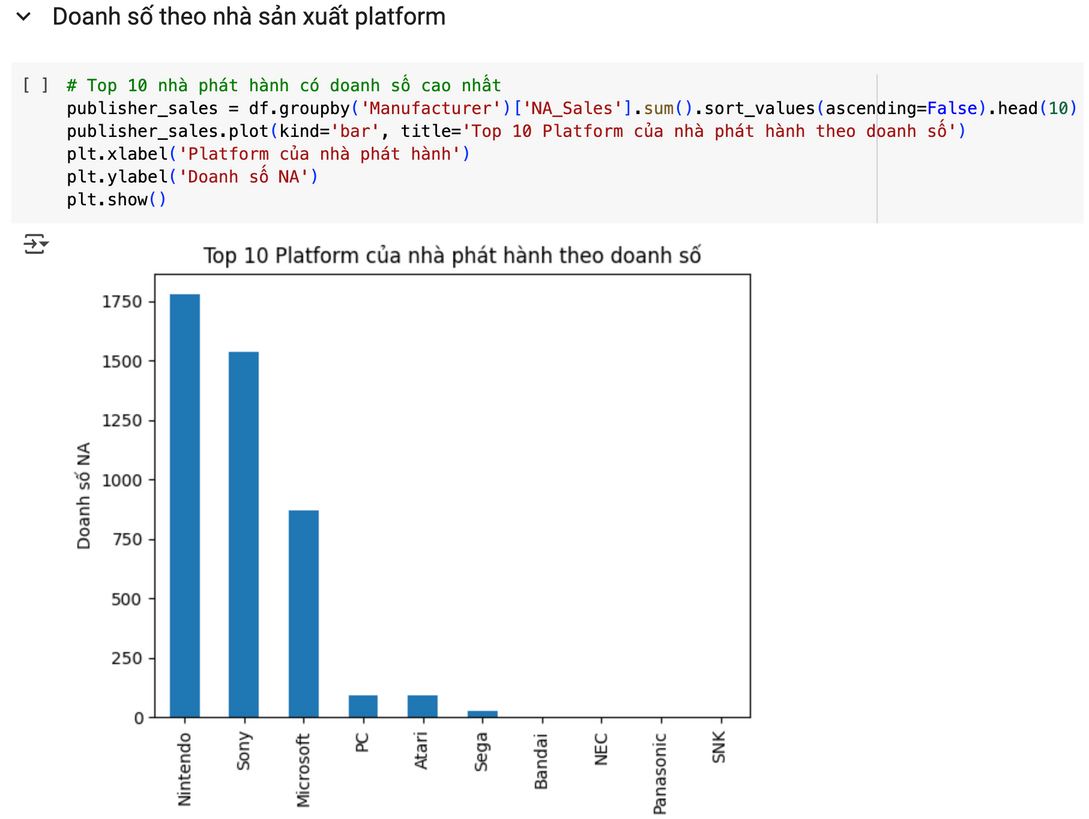 Doanh số theo nhà sản xuất platform
[ ] # Top 10 nhà phát hành có doanh số cao nhất
publisher_sales = df.groupby('Manufacturer')['NA_Sales'].sum().sort_values(ascending=False).head(10)
publisher_sales.plot(kind='bar', title='Top 10 Platform của nhà phát hành theo doanh số')
plt.xlabel('Platform của nhà phát hành')
plt.ylabel('Doanh số NA')
plt.show()
Top 10 Platform của nhà phát hành theo doanh số
Doanh số NA
1750
1500
1250
1000
750
500
250
0
Nintendo
Sony
Microsoft
PC
Atari
Sega
Bandai
NEC
Panasonic
SNK